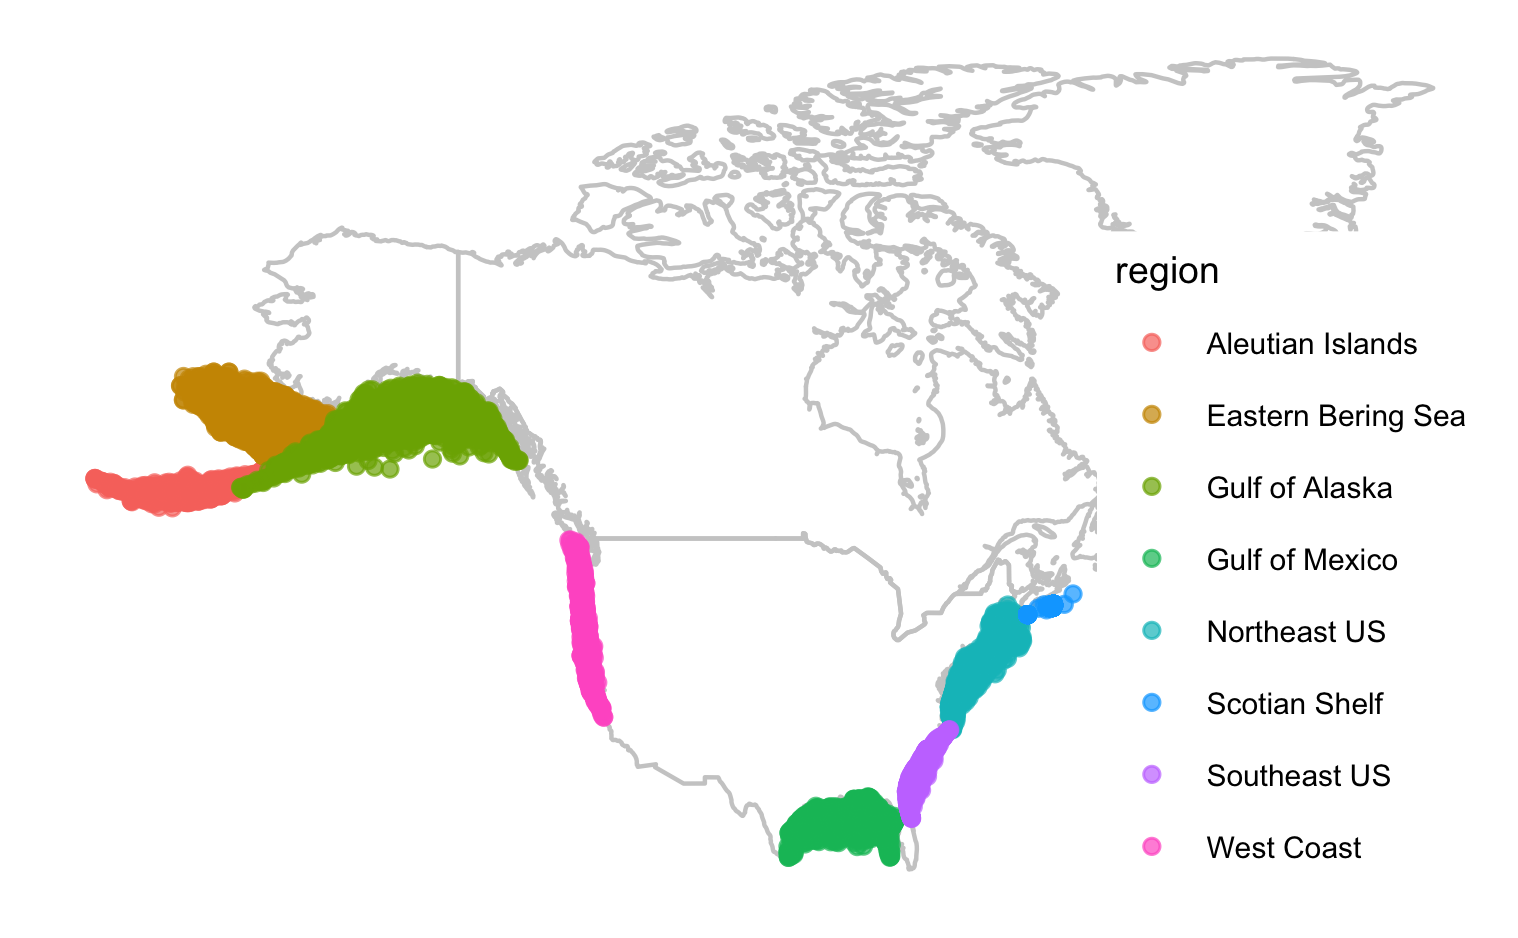 region
Aleutian Islands
Eastern Bering Sea
Gulf of Alaska
Gulf of Mexico
Northeast US
Scotian Shelf
Southeast US
West Coast